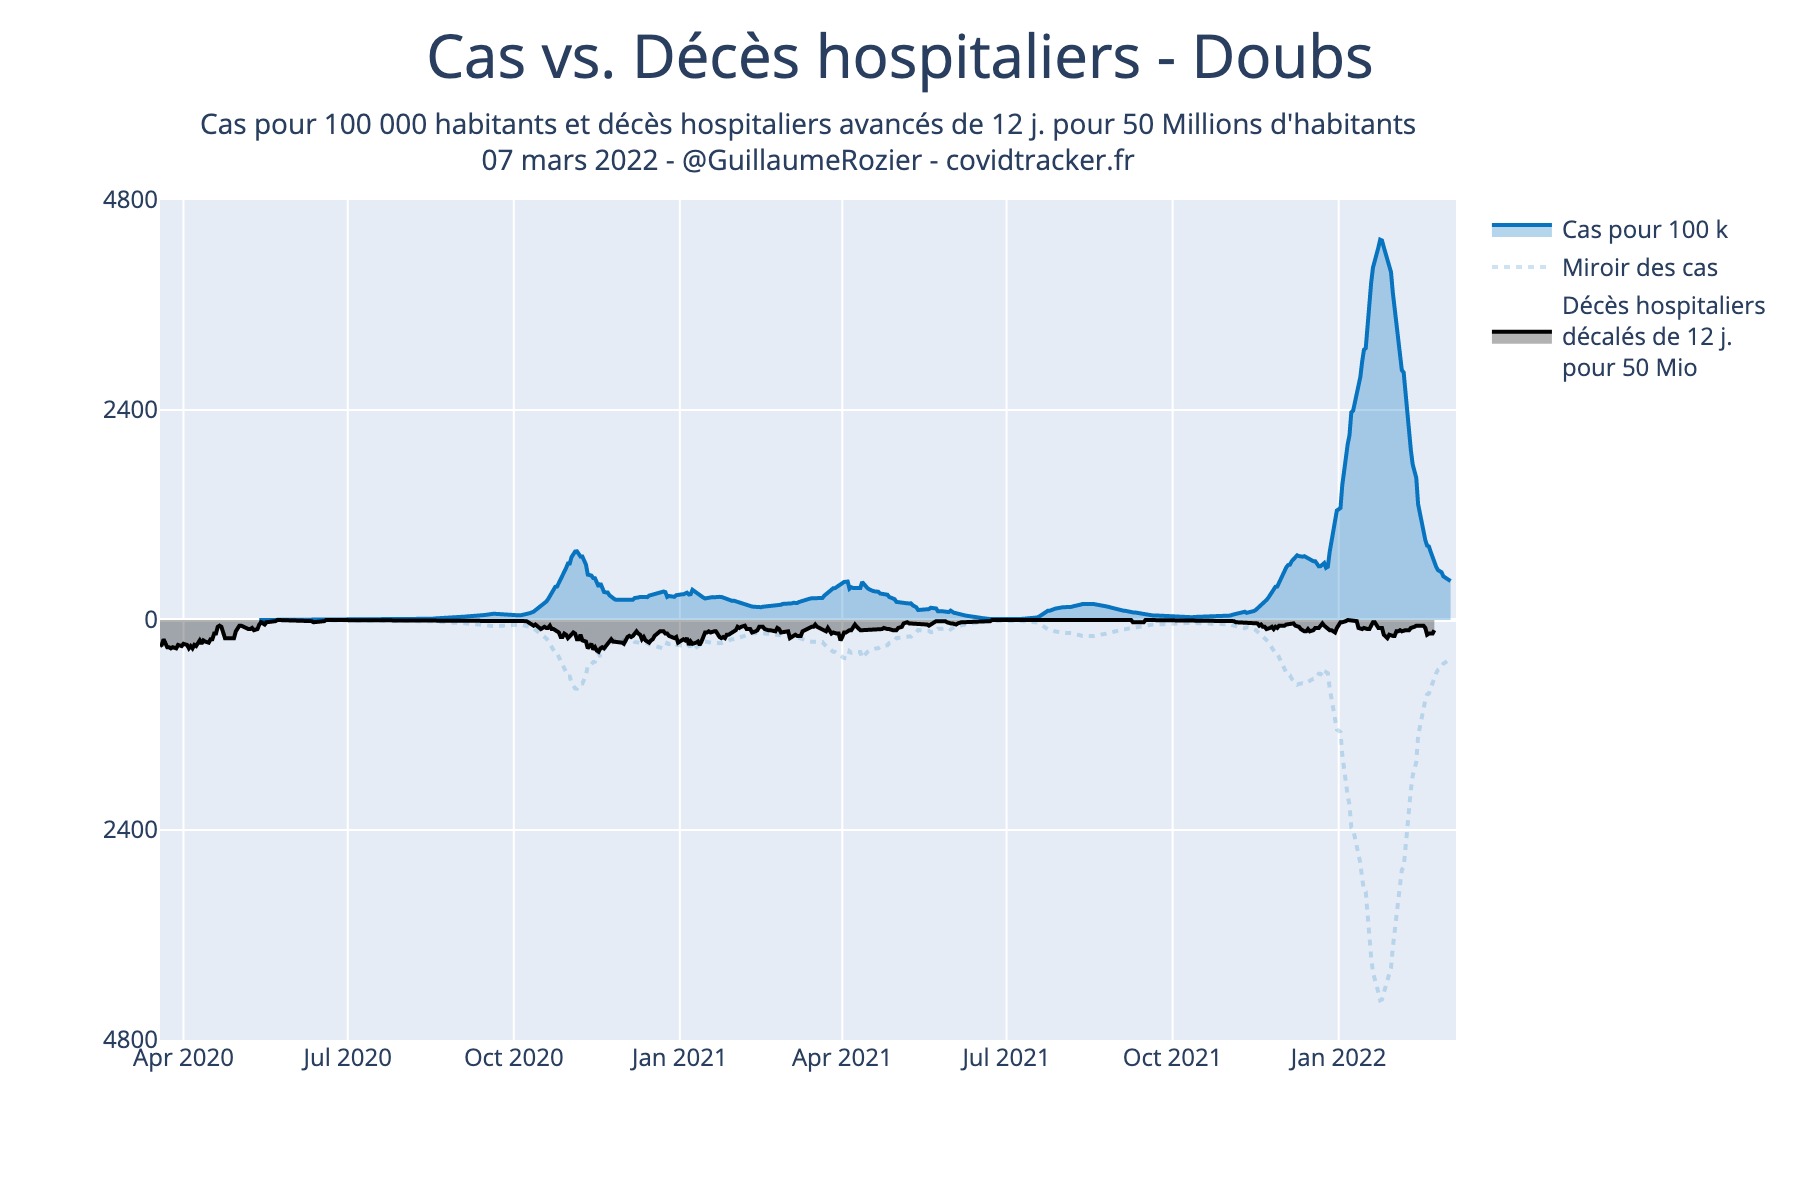 Cas vs. Décès hospitaliers - Doubs
Cas pour 100 000 habitants et décès hospitaliers avancés de 12 j. pour 50 Millions d'habitants
07 mars 2022 - @GuillaumeRozier - covidtracker.fr
4800
2400
0
2400
4800
Apr 2020
Jul 2020
Oct 2020
Jan 2021
Apr 2021
Jul 2021
Oct 2021
Jan 2022
Cas pour 100 k
Miroir des cas
Décès hospitaliers
décalés de 12 j.
pour 50 Mio